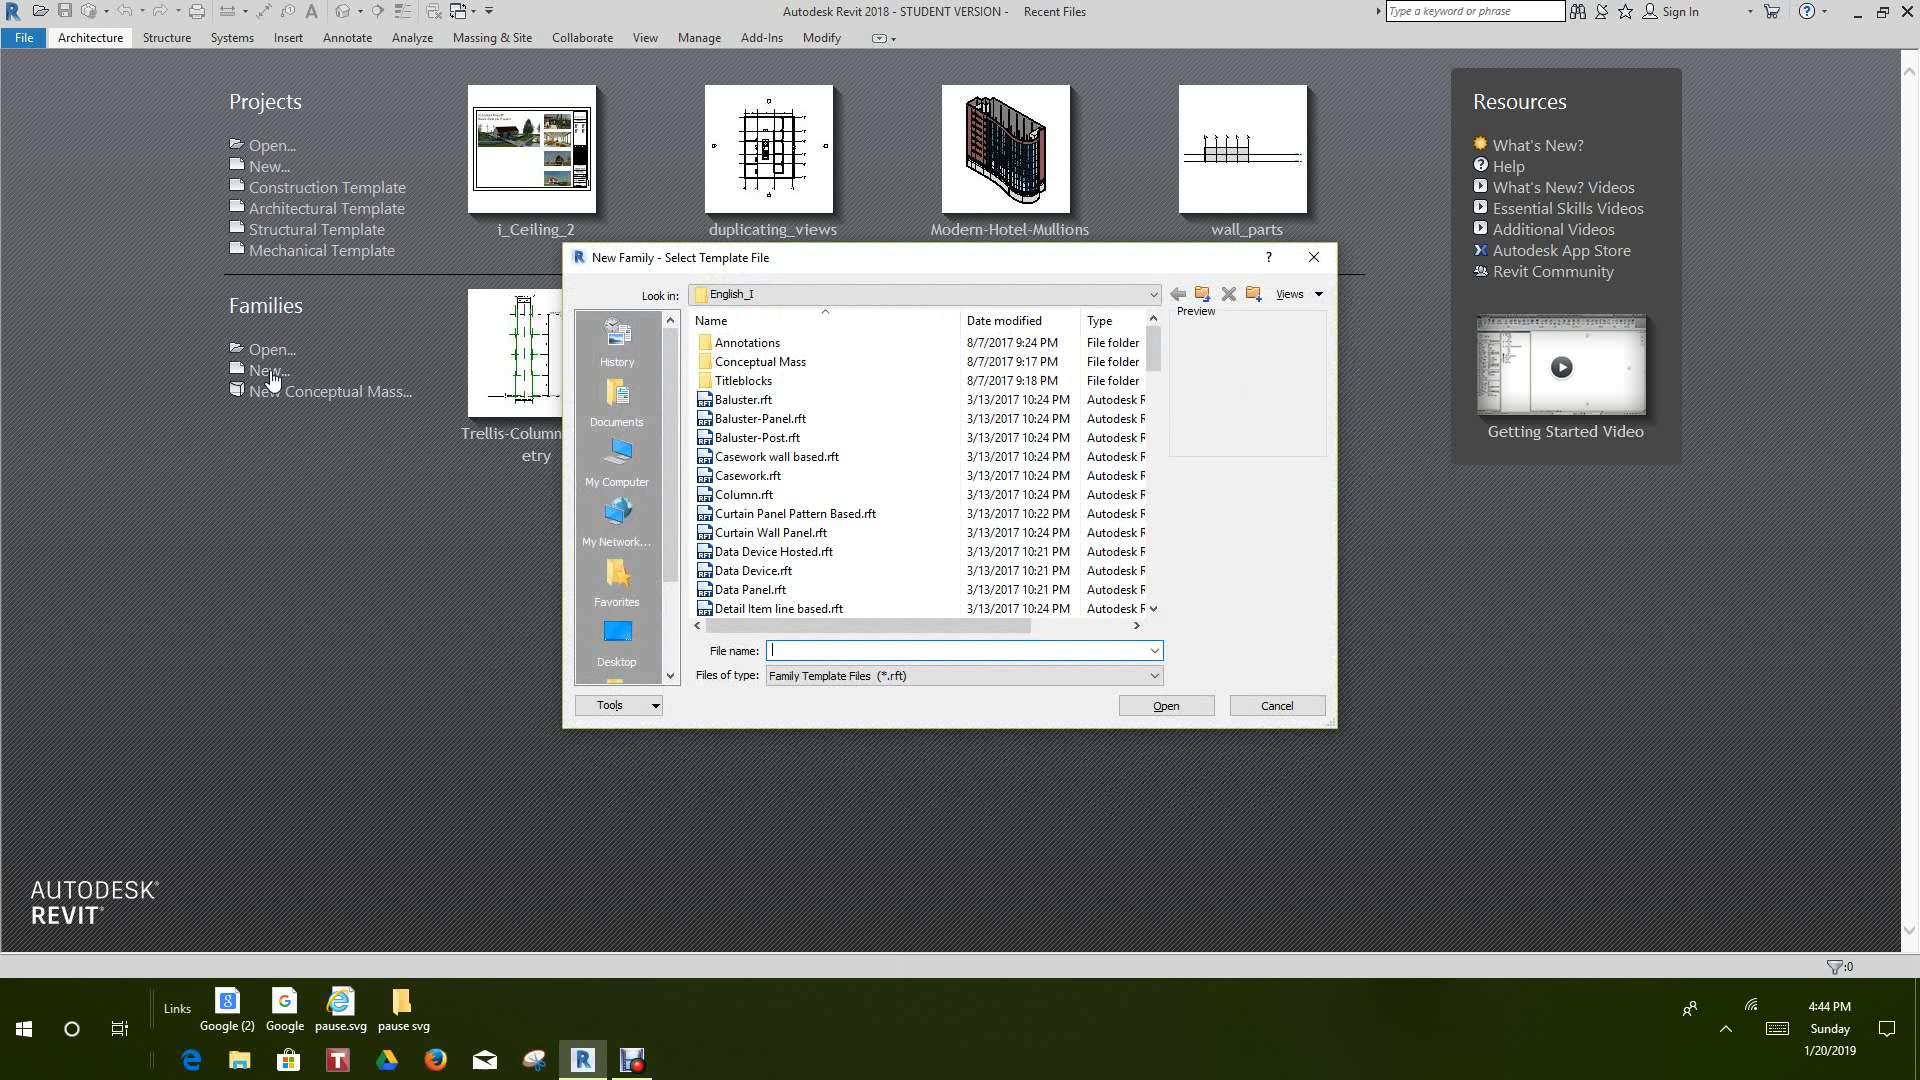 Autodesk Revit 2018 - STUDENT VERSION - Recent Files
Type a keyword or phrase
Sign In
File Architecture Structure Systems Insert Annotate Analyze Massing & Site Collaborate View Manage Add-Ins Modify
Projects
Open...
New...
Construction Template
Architectural Template
Structural Template
Mechanical Template
i_Ceiling_2
duplicating_views
Modern-Hotel-Mullions
wall_parts
Families
Open...
New...
New Conceptual Mass...
Trellis-Column
etry
Resources
What's New?
Help
What's New? Videos
Essential Skills Videos
Additional Videos
Autodesk App Store
Revit Community
Getting Started Video
New Family - Select Template File
Look in: English_I
Views
Preview
History
Documents
My Computer
My Network...
Favorites
Desktop
Name Date modified Type
Annotations 8/7/2017 9:24 PM File folder
Conceptual Mass 8/7/2017 9:17 PM File folder
Titleblocks 8/7/2017 9:18 PM File folder
Baluster.rft 3/13/2017 10:24 PM Autodesk R
Baluster-Panel.rft 3/13/2017 10:24 PM Autodesk R
Baluster-Post.rft 3/13/2017 10:24 PM Autodesk R
Casework wall based.rft 3/13/2017 10:24 PM Autodesk R
Casework.rft 3/13/2017 10:24 PM Autodesk R
Column.rft 3/13/2017 10:24 PM Autodesk R
Curtain Panel Pattern Based.rft 3/13/2017 10:22 PM Autodesk R
Curtain Wall Panel.rft 3/13/2017 10:24 PM Autodesk R
Data Device Hosted.rft 3/13/2017 10:21 PM Autodesk R
Data Device.rft 3/13/2017 10:21 PM Autodesk R
Data Panel.rft 3/13/2017 10:21 PM Autodesk R
Detail Item line based.rft 3/13/2017 10:24 PM Autodesk R
File name:
Files of type: Family Template Files (*.rft)
Tools
Open
Cancel
AUTODESK®
REVIT®
:0
Links
Google (2)
Google
pause.svg
pause svg
4:44 PM
Sunday
1/20/2019